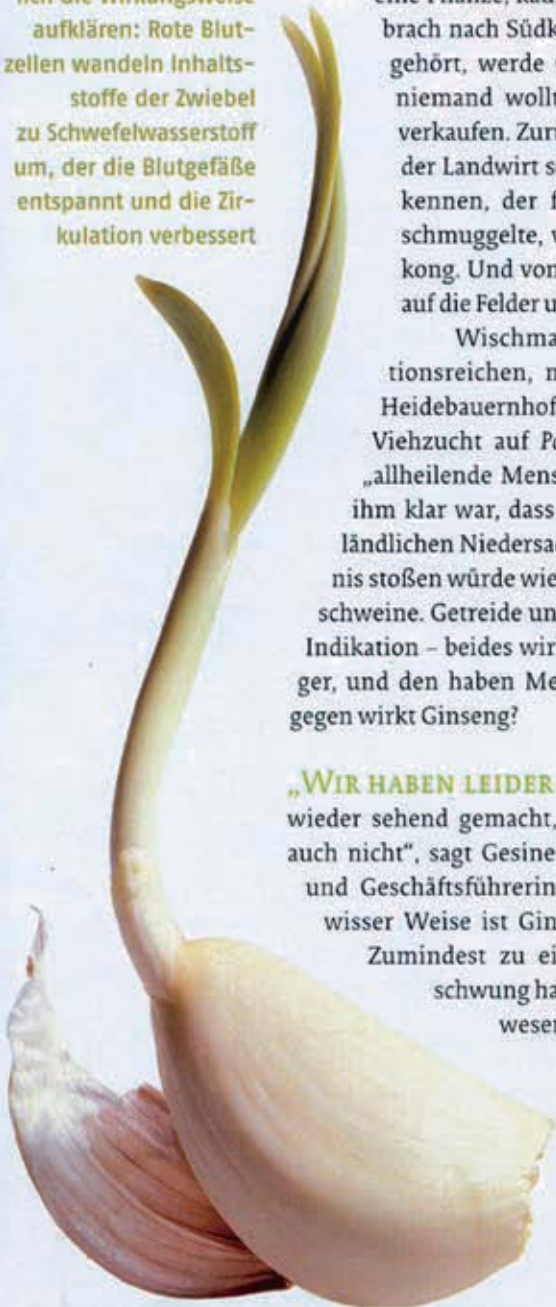 aufklären: Rote Blut-
zellen wandeln Inhalts-
stoffe der Zwiebel
zu Schwefelwasserstoff
um, der die Blutgefäße
entspannt und die Zir-
kulation verbessert
brach nach Südk
gehört, werde
niemand wollt
verkaufen. Zur
der Landwirt s
kennen, der f
schmuggelte, v
kong. Und von
auf die Felder u
Wischma
tionsreichen, n
Heidebauernhof
Viehzucht auf P
„allheilende Mens
ihm klar war, dass
ländlichen Niedersac
nis stoßen würde wie
schweine. Getreide un
Indikation – beides wir
ger, und den haben Me
gegen wirkt Ginseng?
„WIR HABEN LEIDER
wieder sehend gemacht,
auch nicht“, sagt Gesine
und Geschäftsführerin
wisser Weise ist Gin
Zumindest zu ei
schwung ha
weser